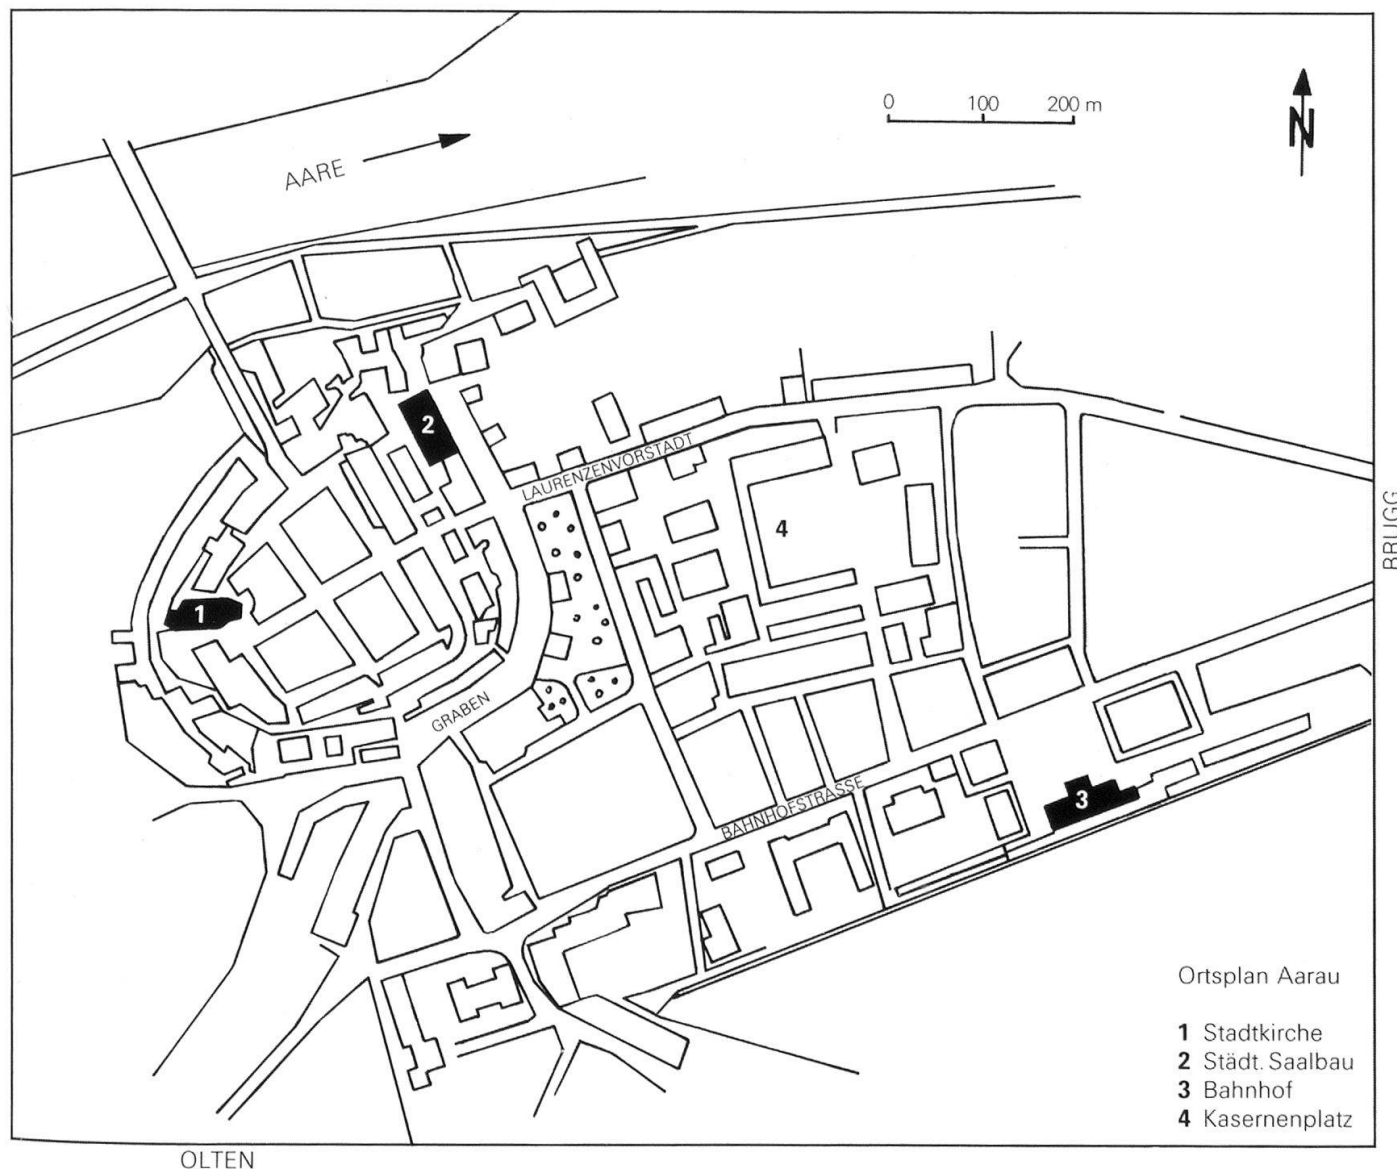 0 100 200 m
N
AARE
2
LAURENZENVORSTADT
4
BRUGG
1
GRABEN
BAHNHOFSTRASSE
3
Ortsplan Aarau
1 Stadtkirche
2 Städt. Saalbau
3 Bahnhof
4 Kasernenplatz
OLTEN